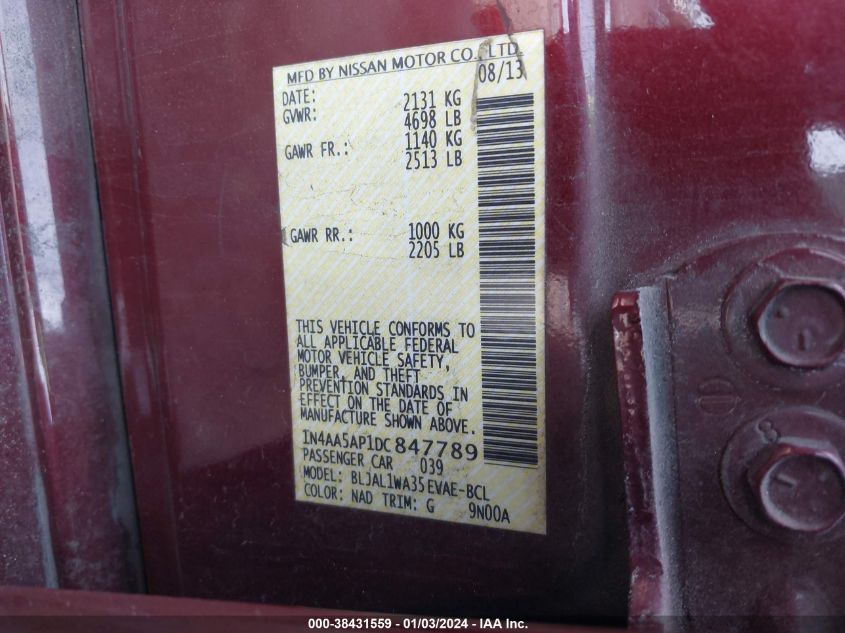 MFD BY NISSAN MOTOR CO., LTD.
DATE: 08/13
GVWR: 2131 KG
4698 LB
GAWR FR.: 1140 KG
2513 LB
GAWR RR.: 1000 KG
2205 LB
THIS VEHICLE CONFORMS TO
ALL APPLICABLE FEDERAL
MOTOR VEHICLE SAFETY,
BUMPER, AND THEFT
PREVENTION STANDARDS IN
EFFECT ON THE DATE OF
MANUFACTURE SHOWN ABOVE.
1N4AA5AP1DC847789
PASSENGER CAR 039
MODEL: BLJAL1WA35EVAE-BCL
COLOR: NAD TRIM: G 9N00A
000-38431559 - 01/03/2024 - IAA Inc.